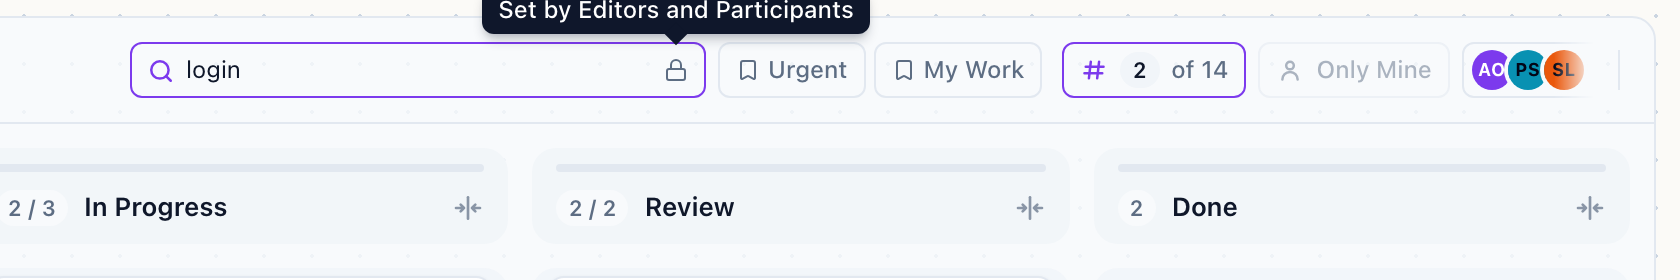 Set by Editors and Participants
login
Urgent
My Work
2 of 14
Only Mine
AO PS SL
2 / 3 In Progress
2 / 2 Review
2 Done